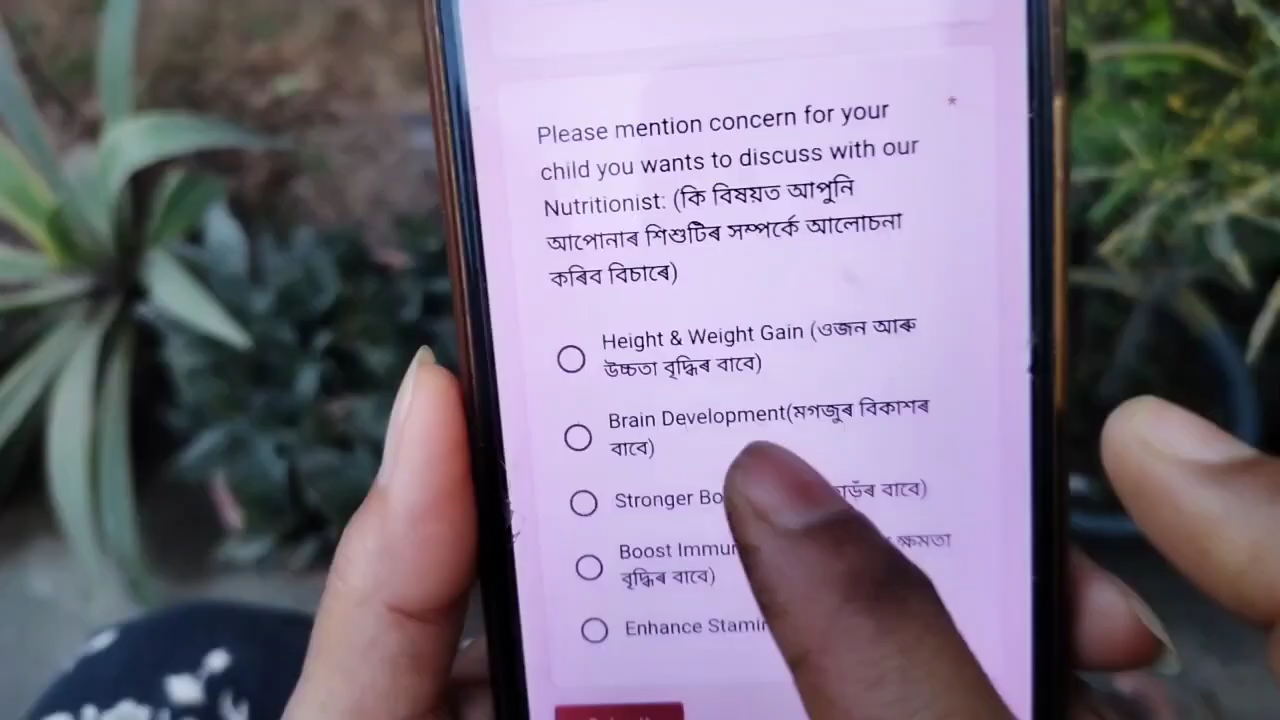 Please mention concern for your *
child you wants to discuss with our
Nutritionist: (কি বিষয়ত আপুনি
আপোনাৰ শিশুটিৰ সম্পৰ্কে আলোচনা
কৰিব বিচাৰে)
Height & Weight Gain (ওজন আৰু
উচ্চতা বৃদ্ধিৰ বাবে)
Brain Development(মগজুৰ বিকাশৰ
বাবে)
Stronger বাবে)
Boost ক্ষমতা
বৃদ্ধিৰ বাবে)
Enhance